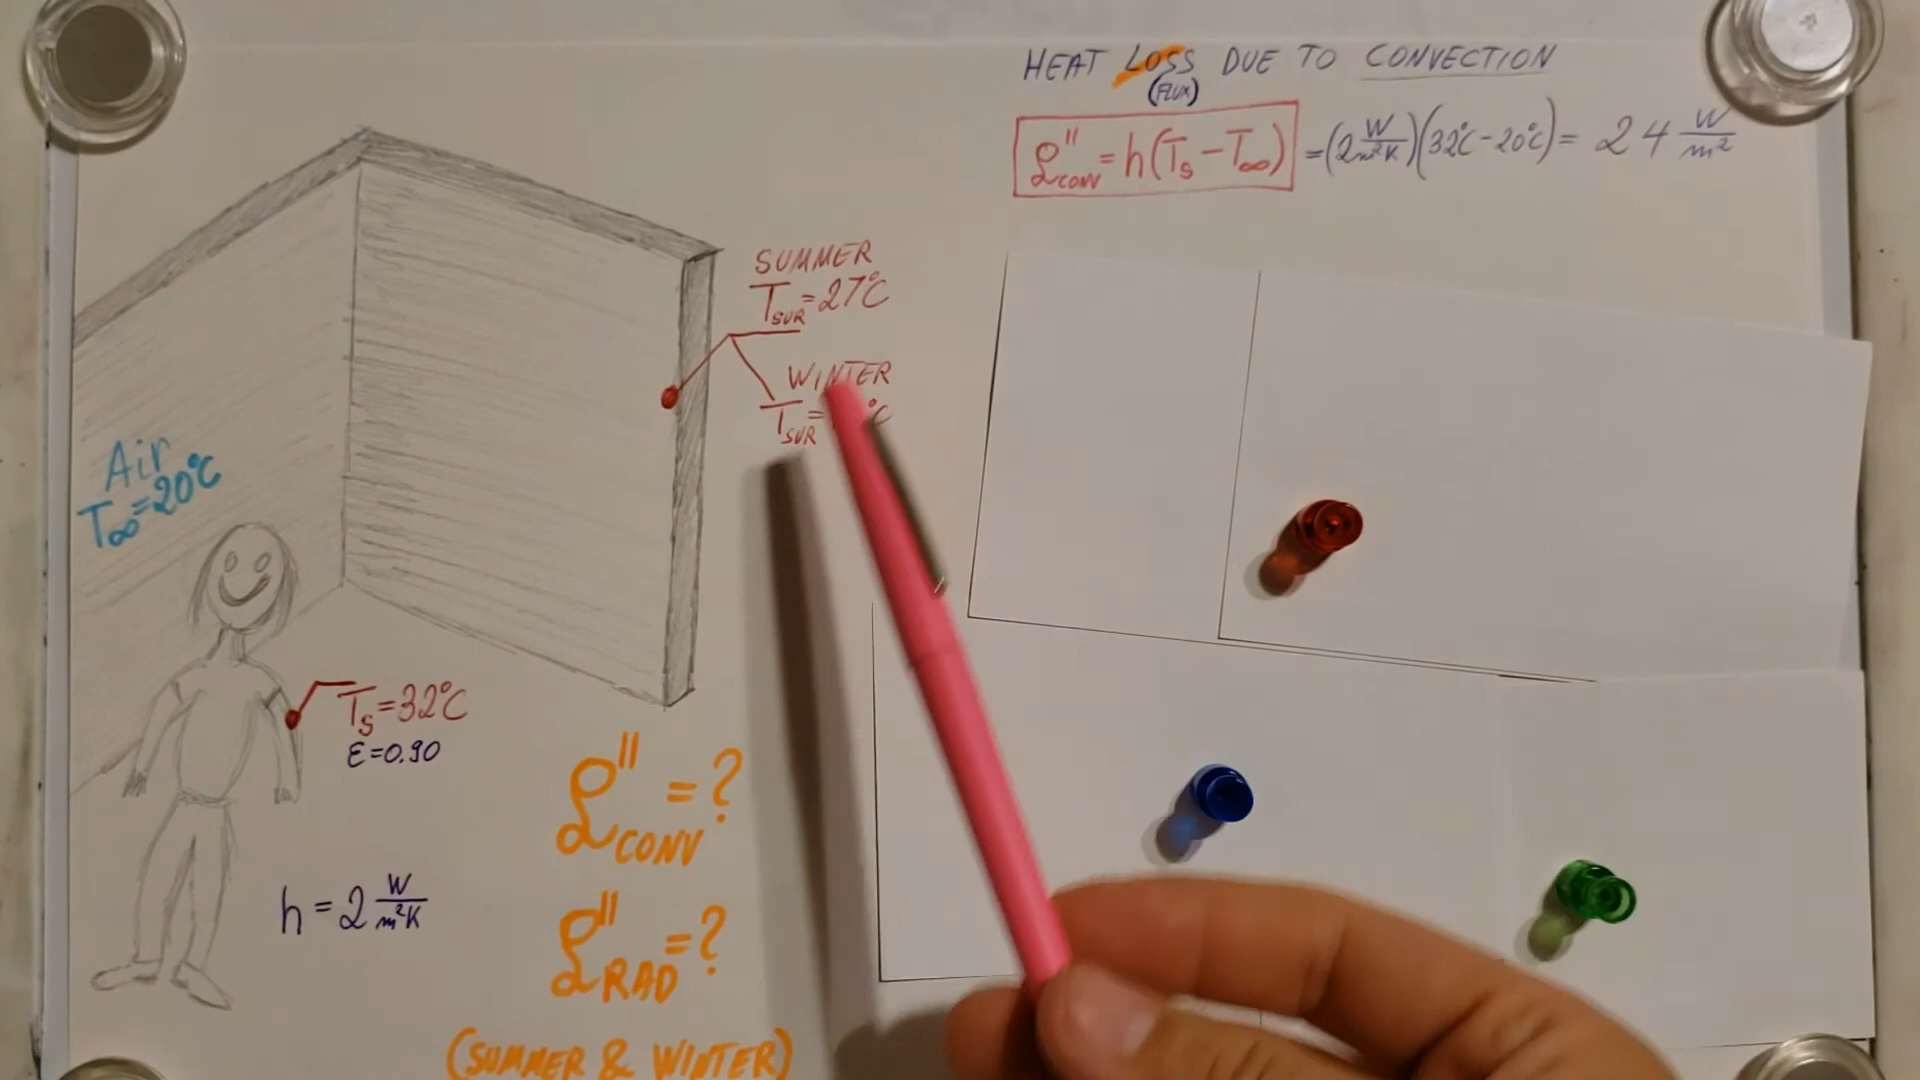 HEAT LOSS DUE TO CONVECTION
(FLUX)
q"CONV = h(Ts - T∞) = (2 W/m²K)(32°C - 20°C) = 24 W/m²
SUMMER
TSUR = 27°C
WINTER
TSUR = °C
Air
T∞ = 20°C
Ts = 32°C
ε = 0.90
h = 2 W/m²K
q"CONV = ?
q"RAD = ?
(SUMMER & WINTER)